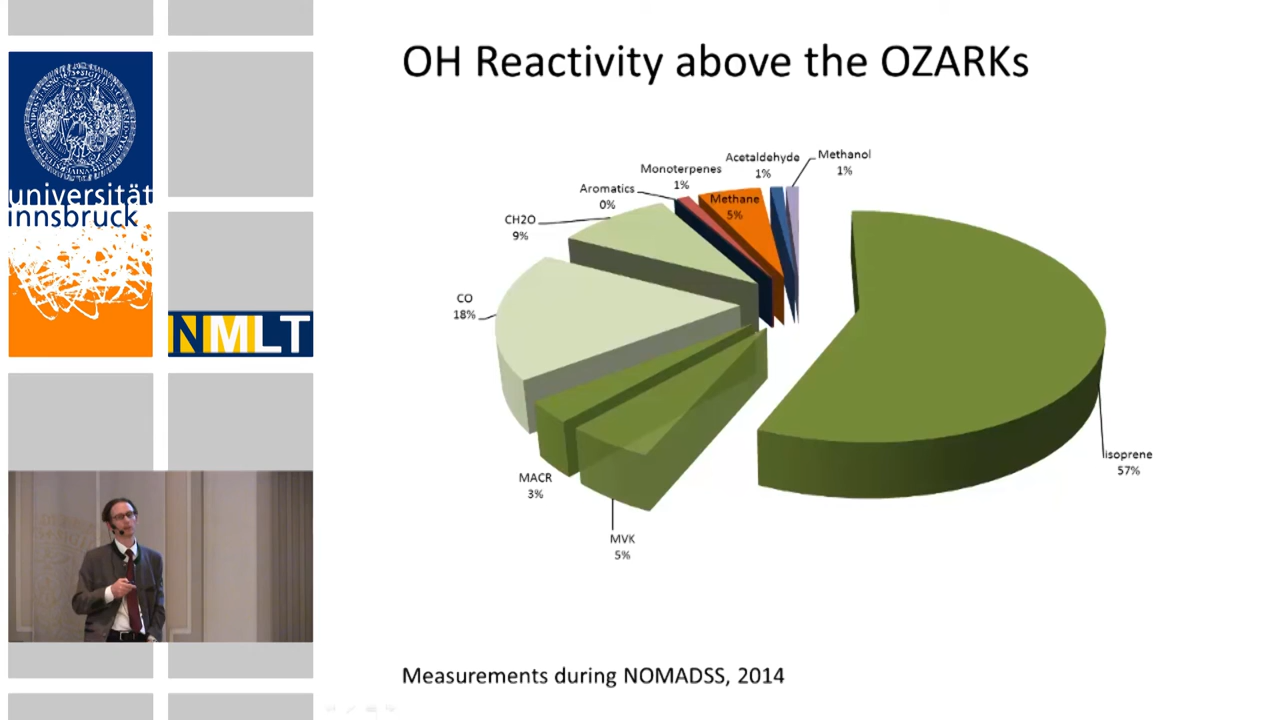 OH Reactivity above the OZARKs
universität
innsbruck
NMLT
Methanol
1%
Acetaldehyde
1%
Monoterpenes
1%
Methane
5%
Aromatics
0%
CH2O
9%
CO
18%
isoprene
57%
MACR
3%
MVK
5%
Measurements during NOMADSS, 2014